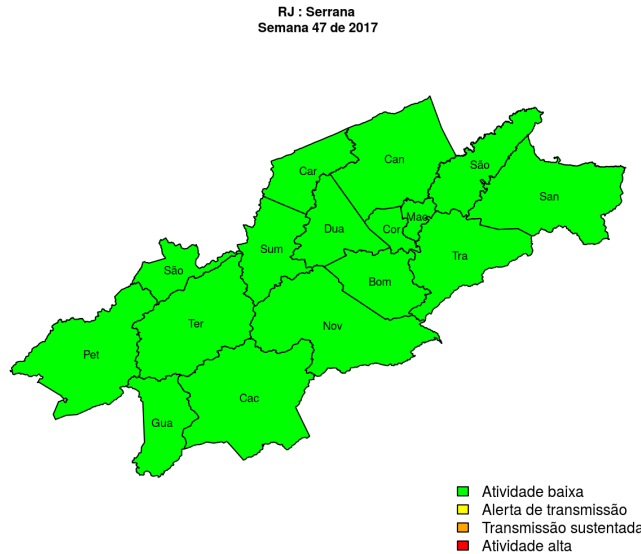 RJ : Serrana
Semana 47 de 2017
Can
São
Car
San
Mac
Dua
Cor
Sum
Tra
São
Bom
Ter
Nov
Pet
Cac
Gua
Atividade baixa
Alerta de transmissão
Transmissão sustentada
Atividade alta